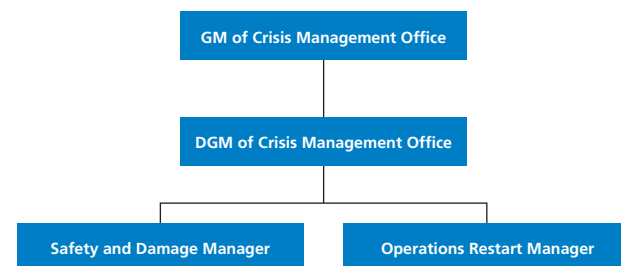 GM of Crisis Management Office
DGM of Crisis Management Office
Safety and Damage Manager
Operations Restart Manager